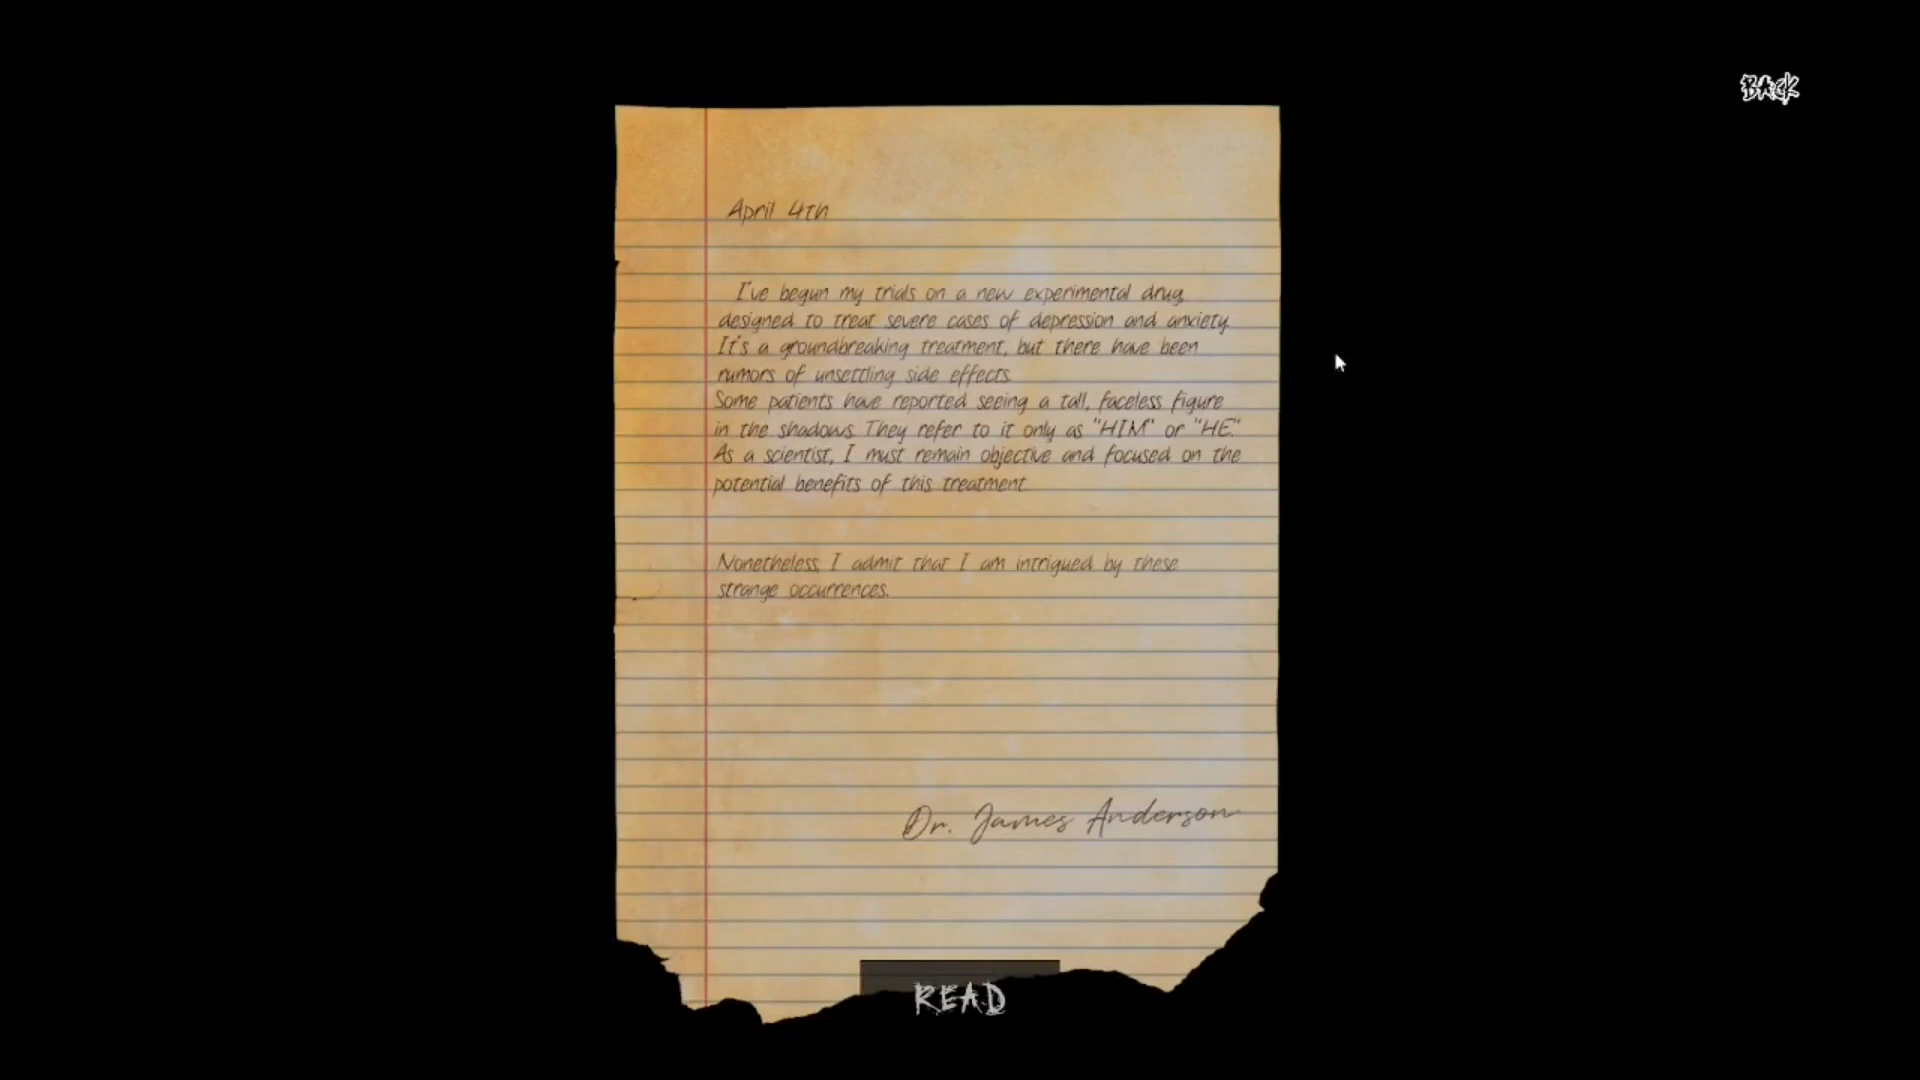 BACK
April 4th
I've begun my trials on a new experimental drug,
designed to treat severe cases of depression and anxiety.
It's a groundbreaking treatment, but there have been
rumors of unsettling side effects.
Some patients have reported seeing a tall, faceless figure
in the shadows. They refer to it only as "HIM" or "HE."
As a scientist, I must remain objective and focused on the
potential benefits of this treatment.
Nonetheless, I admit that I am intrigued by these
strange occurrences.
Dr. James Anderson
READ